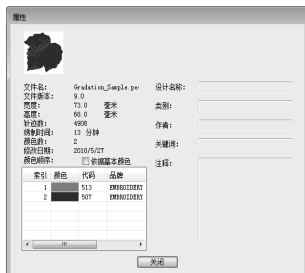 属性
文件名: Gradation_Sample.pe:
文件版本: 9.0
宽度: 73.0 毫米
高度: 68.0 毫米
针迹数: 4908
绣制时间: 13 分钟
颜色数: 2
修改日期: 2010/5/27
颜色顺序: 依据基本颜色
索引 颜色 代码 品牌
1 513 EMBROIDERY
2 507 EMBROIDERY
设计名称:
类别:
作者:
关键词:
注释:
关闭